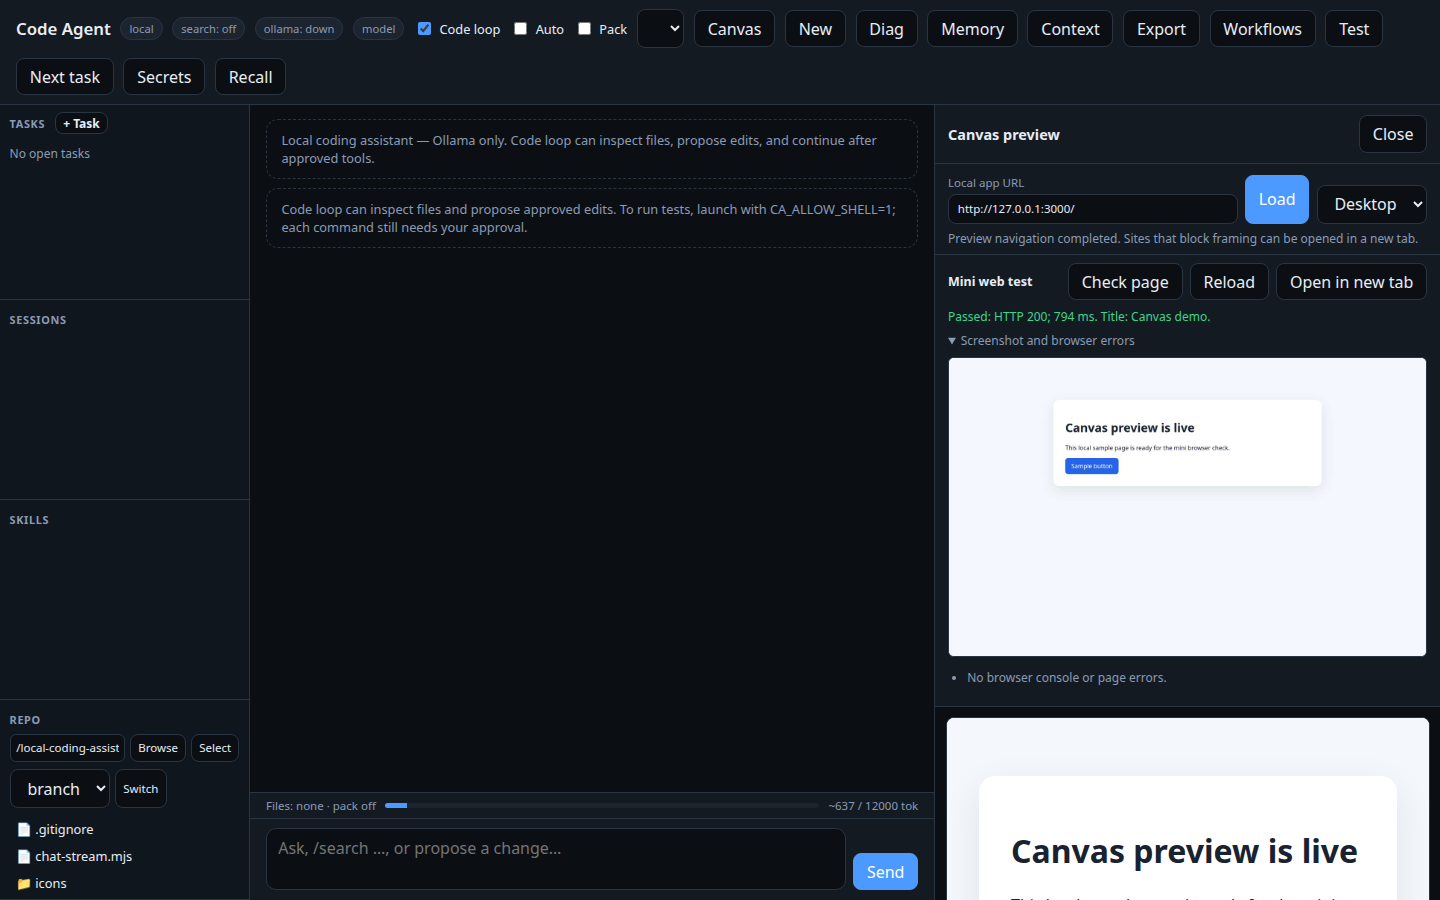 Code Agent local search: off ollama: down model Code loop Auto Pack Canvas New Diag Memory Context Export Workflows Test
Next task Secrets Recall
TASKS + Task
No open tasks
SESSIONS
SKILLS
REPO
/local-coding-assist Browse Select
branch Switch
.gitignore
chat-stream.mjs
icons
Local coding assistant — Ollama only. Code loop can inspect files, propose edits, and continue after
approved tools.
Code loop can inspect files and propose approved edits. To run tests, launch with CA_ALLOW_SHELL=1;
each command still needs your approval.
Files: none · pack off ~637 / 12000 tok
Ask, /search ..., or propose a change...
Send
Canvas preview Close
Local app URL
http://127.0.0.1:3000/ Load Desktop
Preview navigation completed. Sites that block framing can be opened in a new tab.
Mini web test Check page Reload Open in new tab
Passed: HTTP 200; 794 ms. Title: Canvas demo.
Screenshot and browser errors
Canvas preview is live
This local sample page is ready for the mini browser check.
Sample button
No browser console or page errors.
Canvas preview is live